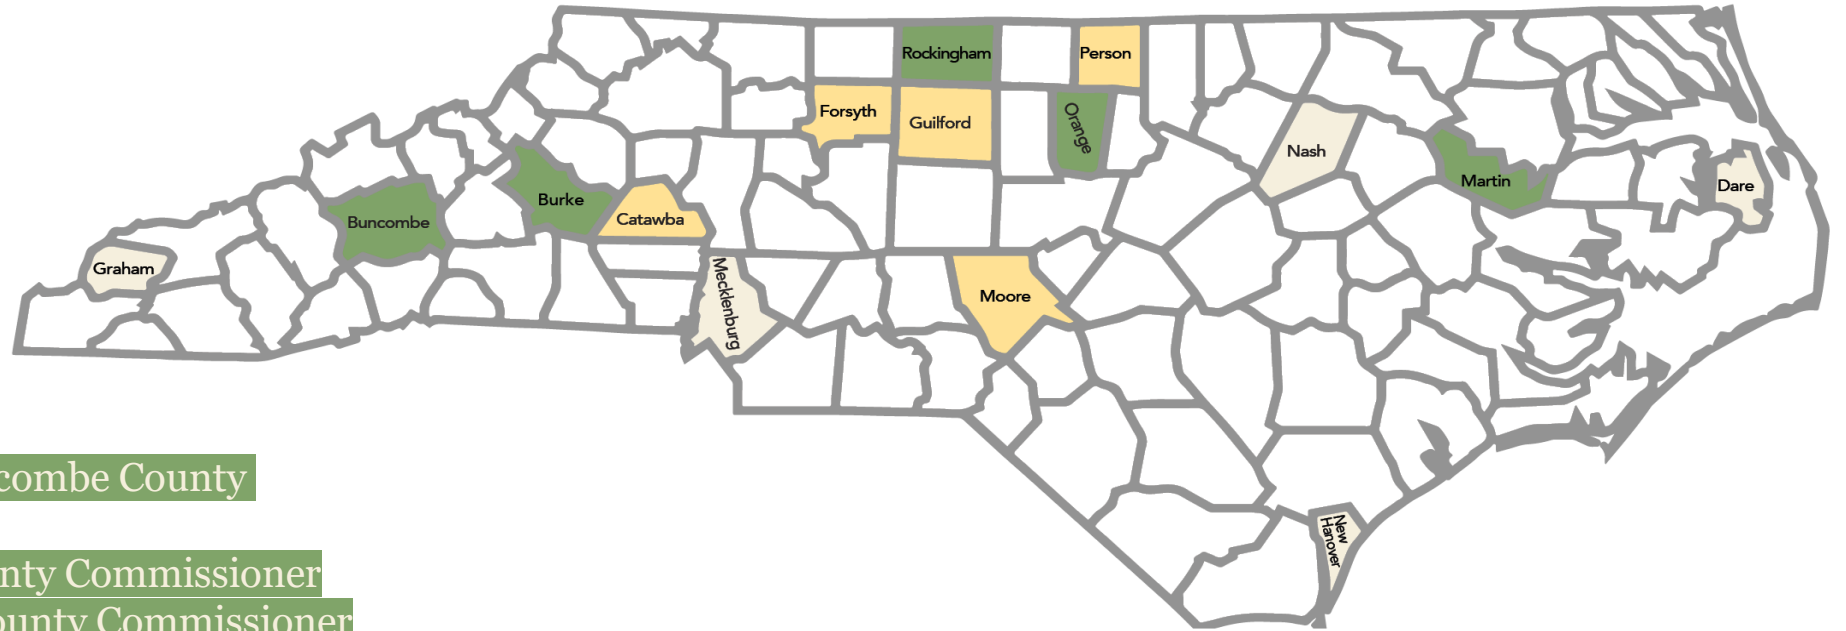 Rockingham
Person
Forsyth
Guilford
Orange
Nash
Martin
Dare
Burke
Catawba
Buncombe
Graham
Mecklenburg
Moore
New
Hanover
combe County
nty Commissioner
ounty Commissioner